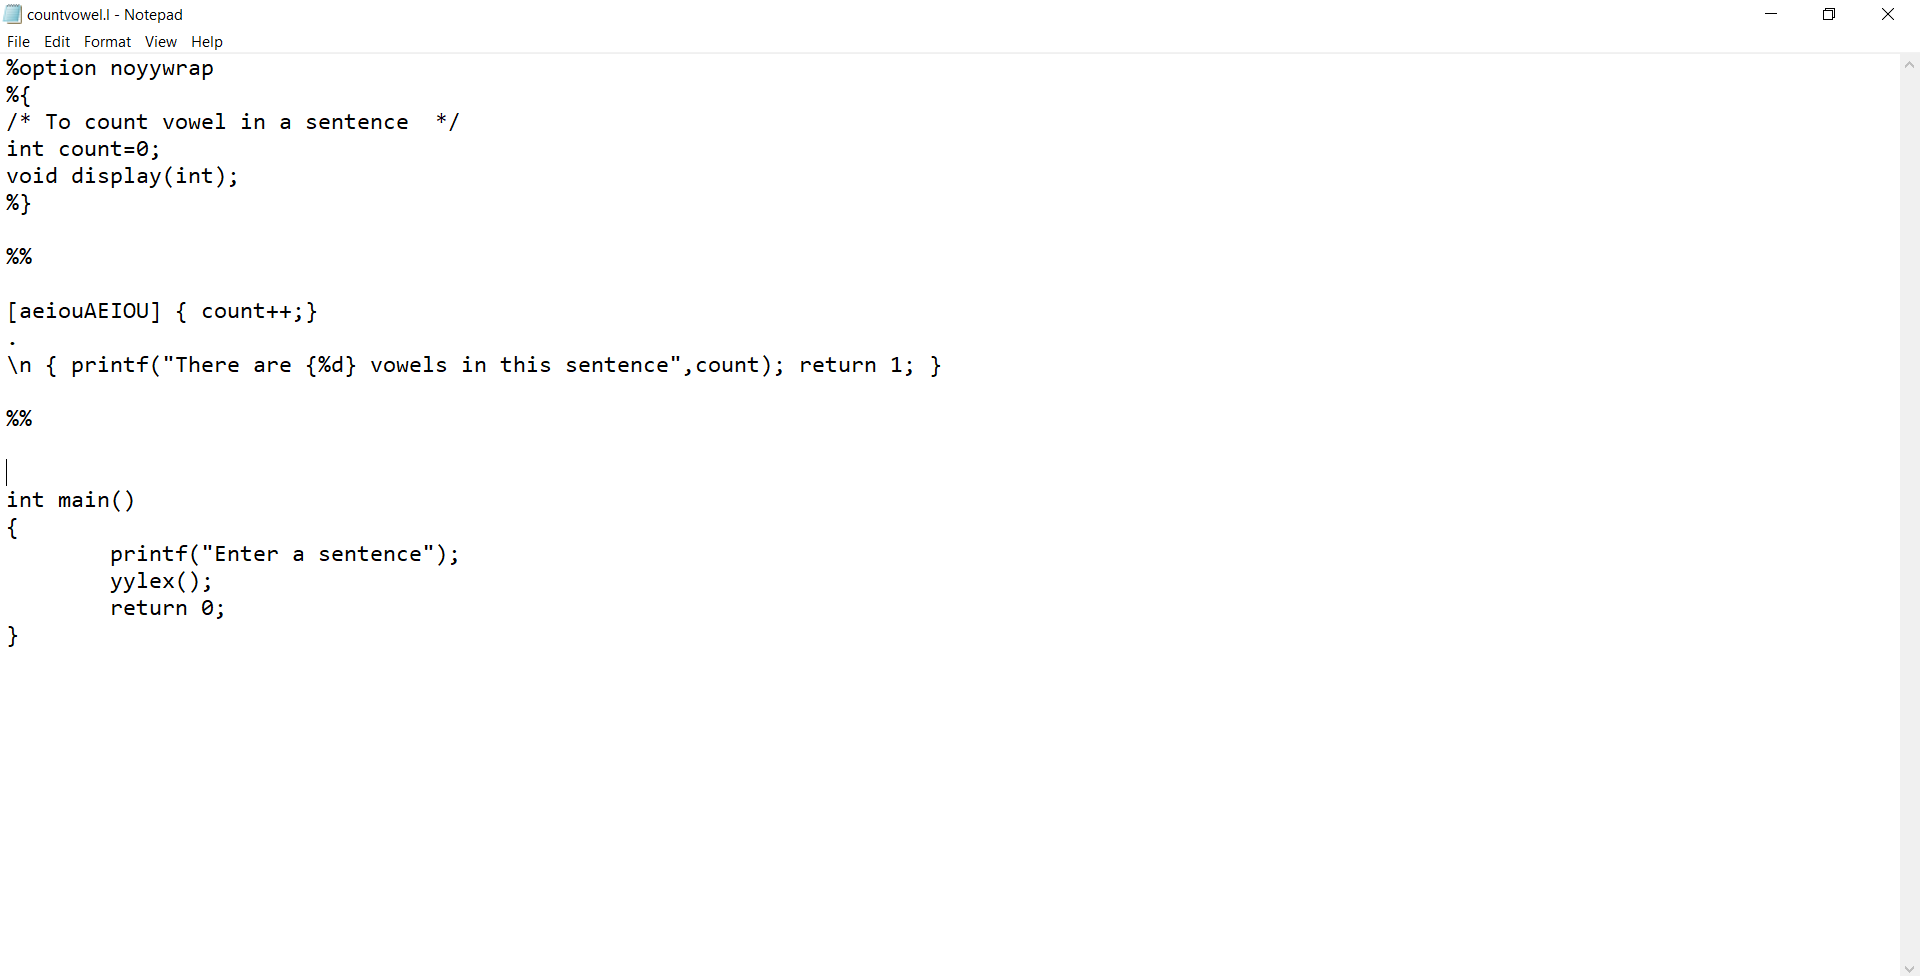 countvowel.l - Notepad
File Edit Format View Help
%option noyywrap
%{
/* To count vowel in a sentence  */
int count=0;
void display(int);
%}
%%
[aeiouAEIOU] { count++;}
.
\n { printf("There are {%d} vowels in this sentence",count); return 1; }
%%
int main()
{
        printf("Enter a sentence");
        yylex();
        return 0;
}